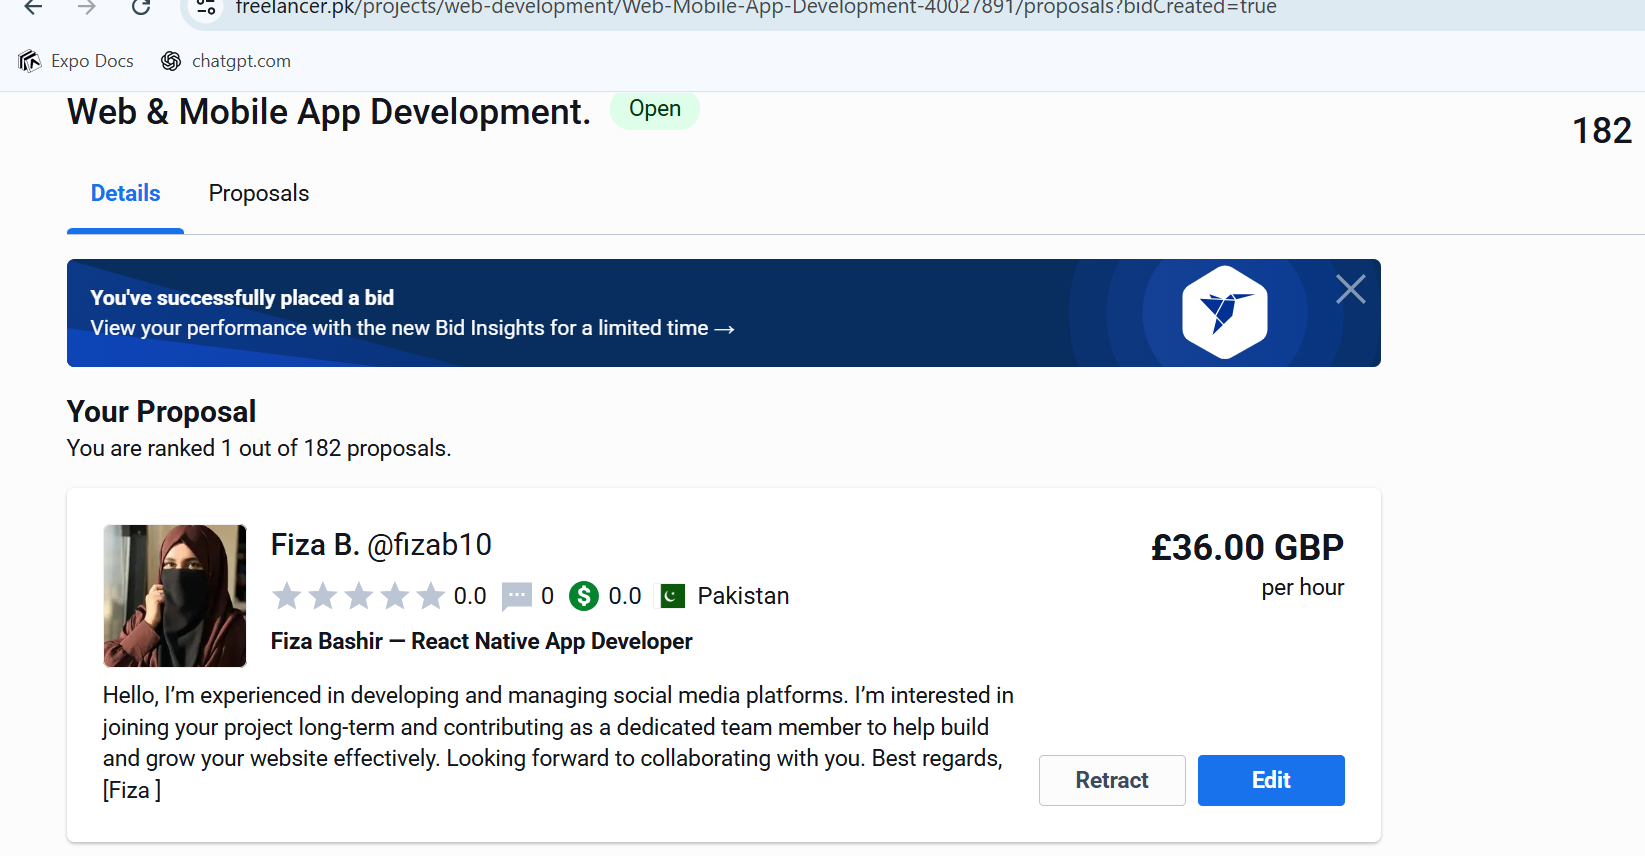 freelancer.pk/projects/web-development/Web-Mobile-App-Development-40027891/proposals?bidCreated=true
Expo Docs
chatgpt.com
Web & Mobile App Development.
Open
182
Details
Proposals
You've successfully placed a bid
View your performance with the new Bid Insights for a limited time →
Your Proposal
You are ranked 1 out of 182 proposals.
Fiza B. @fizab10
£36.00 GBP
per hour
0.0
0
$
0.0
Pakistan
Fiza Bashir — React Native App Developer
Hello, I’m experienced in developing and managing social media platforms. I’m interested in
joining your project long-term and contributing as a dedicated team member to help build
and grow your website effectively. Looking forward to collaborating with you. Best regards,
[Fiza ]
Retract
Edit